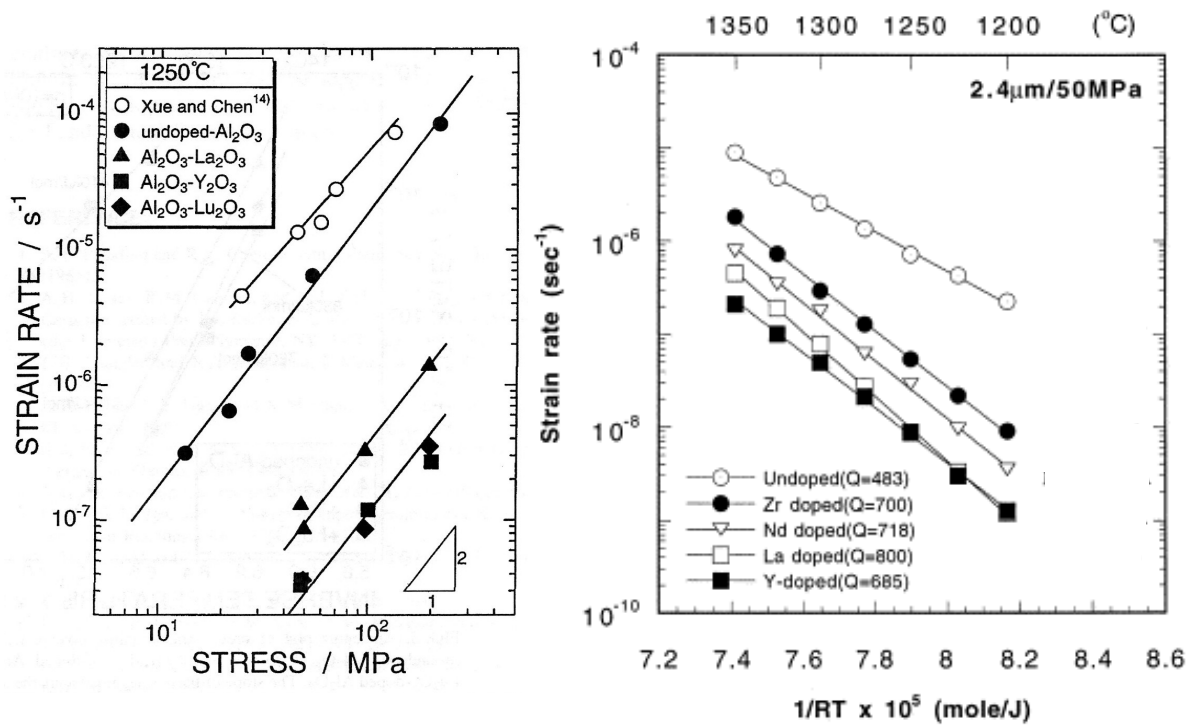 1250°C
Xue and Chen¹⁴⁾
undoped-Al₂O₃
Al₂O₃-La₂O₃
Al₂O₃-Y₂O₃
Al₂O₃-Lu₂O₃
10⁻⁴
10⁻⁵
10⁻⁶
10⁻⁷
STRAIN RATE / s⁻¹
2
1
10¹
10²
STRESS / MPa
1350 1300 1250 1200 (°C)
2.4μm/50MPa
10⁻⁴
10⁻⁶
10⁻⁸
10⁻¹⁰
Strain rate (sec⁻¹)
Undoped(Q=483)
Zr doped(Q=700)
Nd doped(Q=718)
La doped(Q=800)
Y-doped(Q=685)
7.2 7.4 7.6 7.8 8 8.2 8.4 8.6
1/RT x 10⁵ (mole/J)